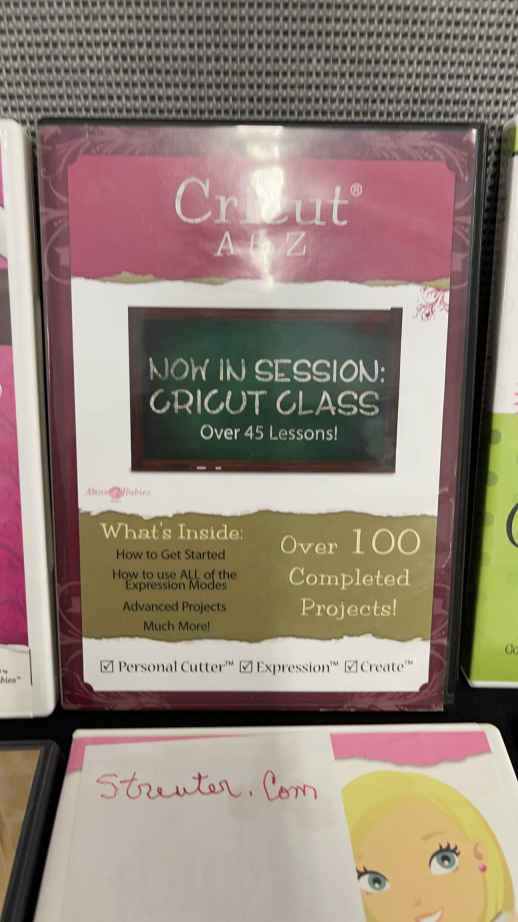 Cricut®
A to Z
NOW IN SESSION:
CRICUT CLASS
Over 45 Lessons!
What's Inside:
How to Get Started
How to use ALL of the
Expression Modes
Advanced Projects
Much More!
Over 100
Completed
Projects!
☑ Personal Cutter™ ☑ Expression™ ☑ Create™
Streuter.Com